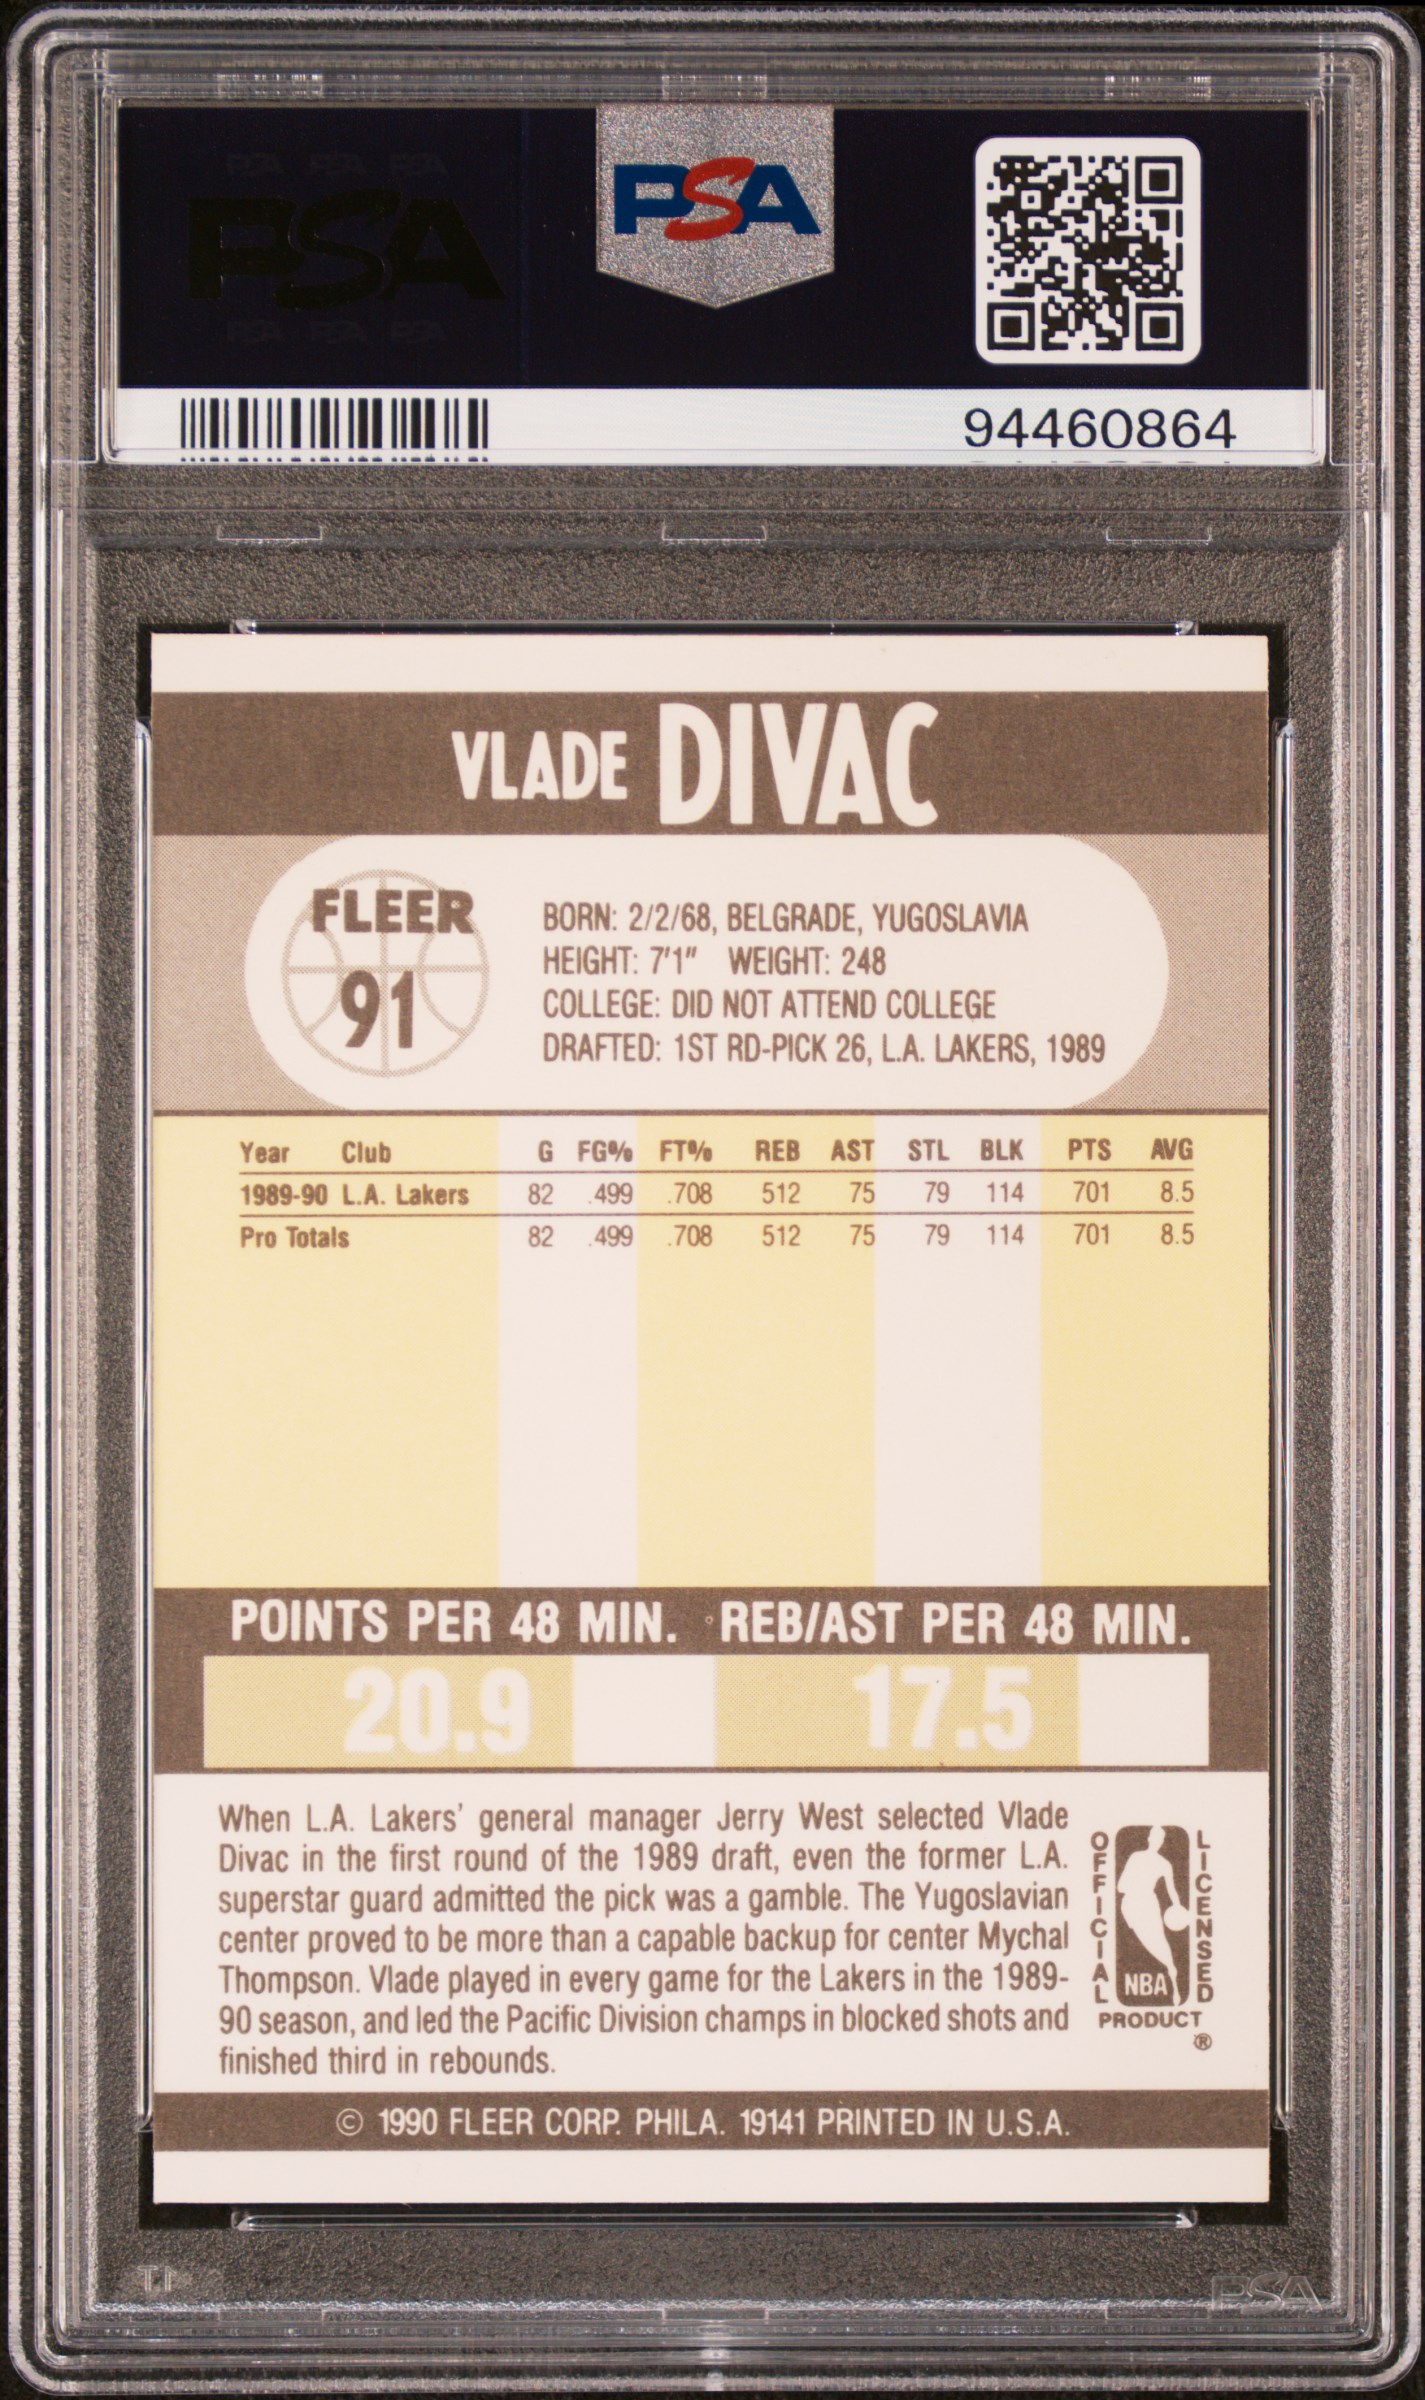 PSA PSA PSA
PSA
PSA PSA PSA
PSA
94460864
VLADE DIVAC
FLEER
91
BORN: 2/2/68, BELGRADE, YUGOSLAVIA
HEIGHT: 7'1" WEIGHT: 248
COLLEGE: DID NOT ATTEND COLLEGE
DRAFTED: 1ST RD-PICK 26, L.A. LAKERS, 1989
Year Club G FG% FT% REB AST STL BLK PTS AVG
1989-90 L.A. Lakers 82 .499 .708 512 75 79 114 701 8.5
Pro Totals 82 .499 .708 512 75 79 114 701 8.5
POINTS PER 48 MIN. REB/AST PER 48 MIN.
20.9 17.5
When L.A. Lakers' general manager Jerry West selected Vlade
Divac in the first round of the 1989 draft, even the former L.A.
superstar guard admitted the pick was a gamble. The Yugoslavian
center proved to be more than a capable backup for center Mychal
Thompson. Vlade played in every game for the Lakers in the 1989-
90 season, and led the Pacific Division champs in blocked shots and
finished third in rebounds.
OFFICIAL LICENSED
NBA
PRODUCT
®
© 1990 FLEER CORP. PHILA. 19141 PRINTED IN U.S.A.
PSA